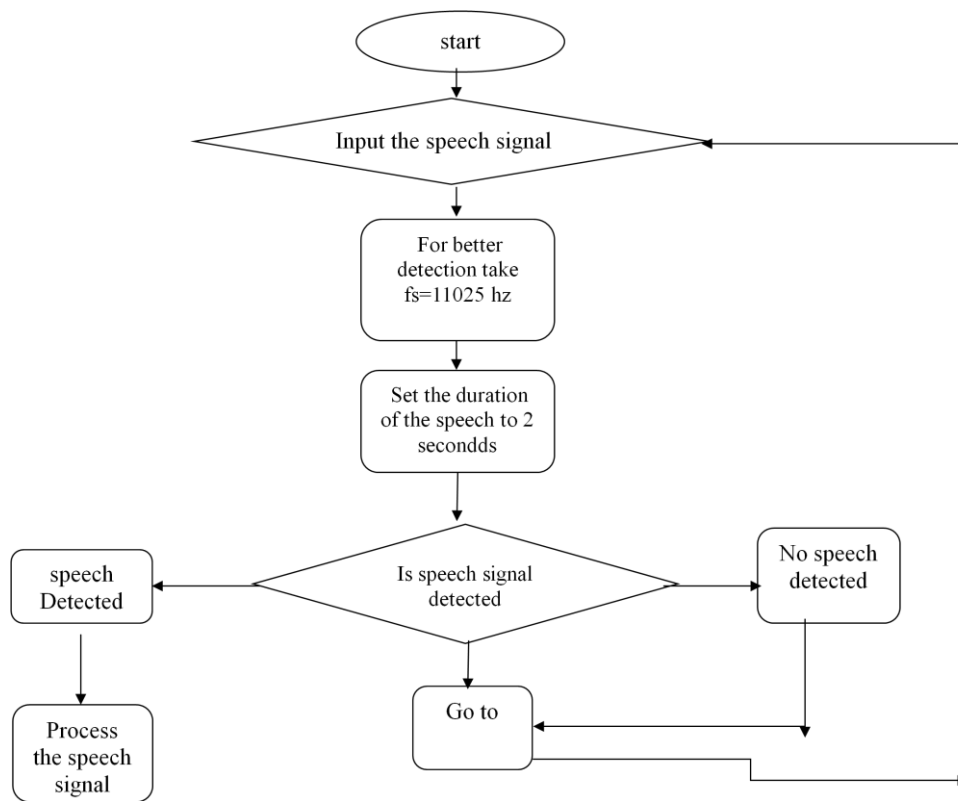 start
Input the speech signal
For better
detection take
fs=11025 hz
Set the duration
of the speech to 2
secondds
Is speech signal
detected
speech
Detected
No speech
detected
Process
the speech
signal
Go to